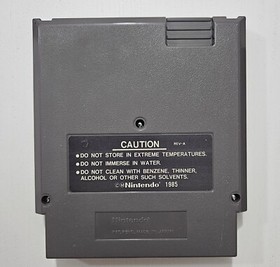 CAUTION
REV-A
●DO NOT STORE IN EXTREME TEMPERATURES.
●DO NOT IMMERSE IN WATER.
●DO NOT CLEAN WITH BENZENE, THINNER,
ALCOHOL OR OTHER SUCH SOLVENTS.
©®Nintendo 1985
Nintendo